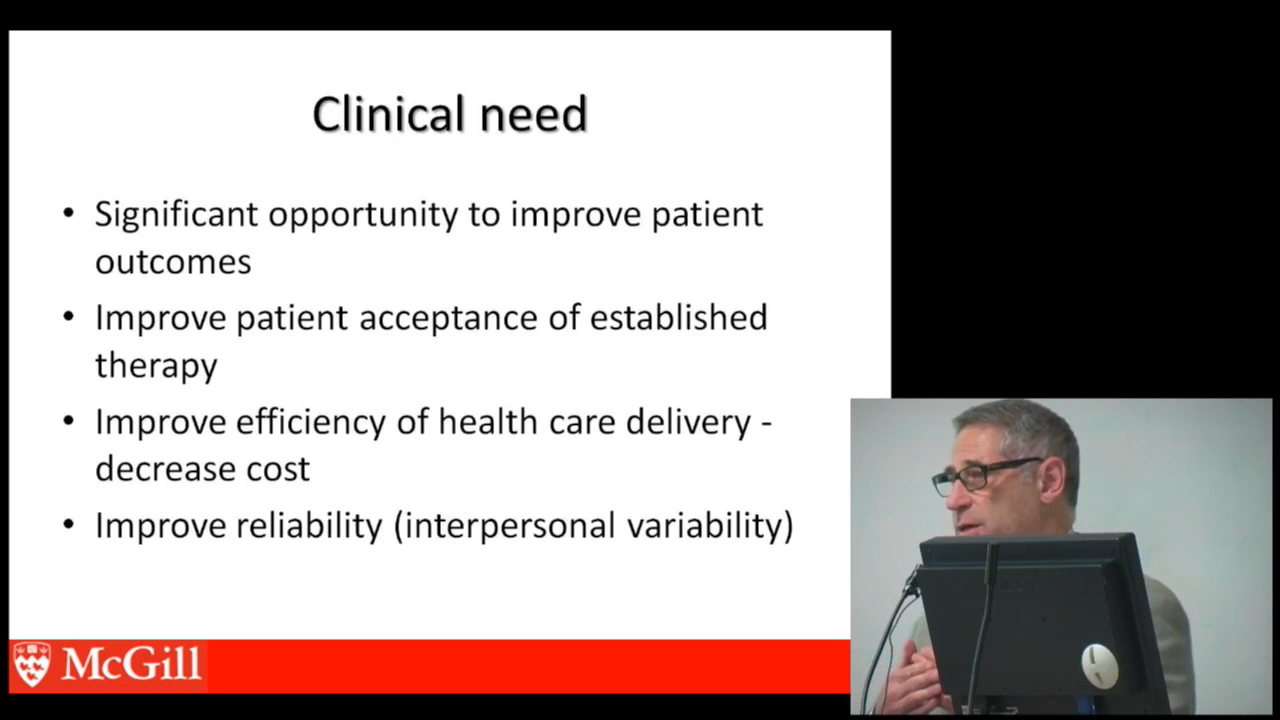 Clinical need
• Significant opportunity to improve patient
outcomes
• Improve patient acceptance of established
therapy
• Improve efficiency of health care delivery -
decrease cost
• Improve reliability (interpersonal variability)
McGill